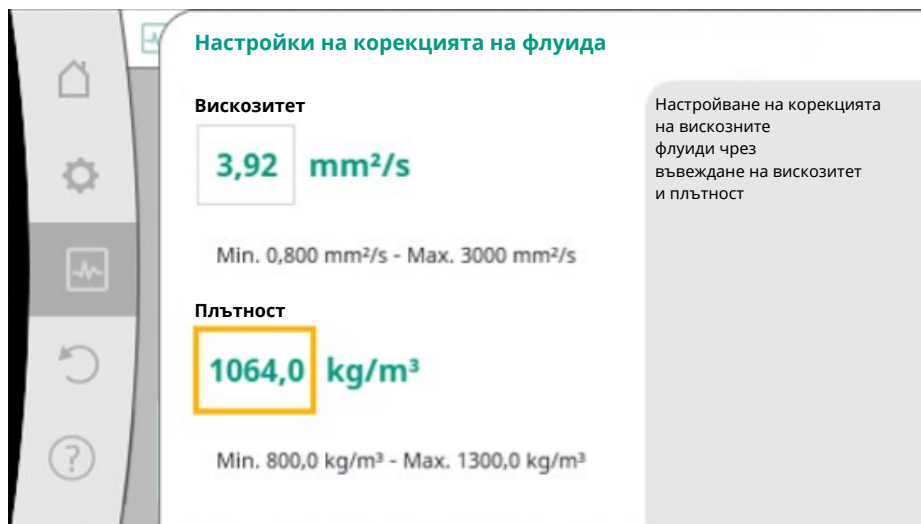 Настройки на корекцията на флуида
Вискозитет
3,92 mm²/s
Min. 0,800 mm²/s - Max. 3000 mm²/s
Плътност
1064,0 kg/m³
Min. 800,0 kg/m³ - Max. 1300,0 kg/m³
Настройване на корекцията
на вискозните
флуиди чрез
въвеждане на вискозитет
и плътност